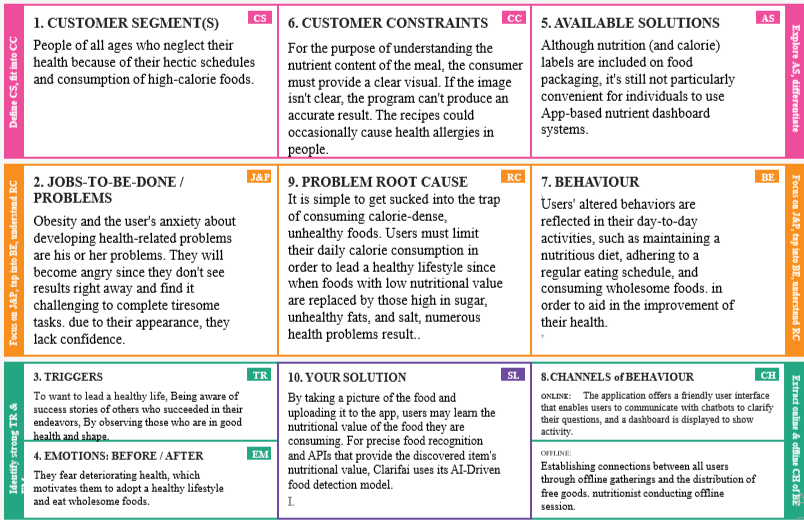 Define CS, fit into CC
1. CUSTOMER SEGMENT(S)
CS
People of all ages who neglect their
health because of their hectic schedules
and consumption of high-calorie foods.
6. CUSTOMER CONSTRAINTS
CC
For the purpose of understanding the
nutrient content of the meal, the consumer
must provide a clear visual. If the image
isn't clear, the program can't produce an
accurate result. The recipes could
occasionally cause health allergies in
people.
5. AVAILABLE SOLUTIONS
AS
Although nutrition (and calorie)
labels are included on food
packaging, it's still not particularly
convenient for individuals to use
App-based nutrient dashboard
systems.
Explore AS, differentiate
Focus on J&P, tap into BE, understand RC
2. JOBS-TO-BE-DONE /
PROBLEMS
J&P
Obesity and the user's anxiety about
developing health-related problems
are his or her problems. They will
become angry since they don't see
results right away and find it
challenging to complete tiresome
tasks. due to their appearance, they
lack confidence.
9. PROBLEM ROOT CAUSE
RC
It is simple to get sucked into the trap
of consuming calorie-dense,
unhealthy foods. Users must limit
their daily calorie consumption in
order to lead a healthy lifestyle since
when foods with low nutritional value
are replaced by those high in sugar,
unhealthy fats, and salt, numerous
health problems result..
7. BEHAVIOUR
BE
Users' altered behaviors are
reflected in their day-to-day
activities, such as maintaining a
nutritious diet, adhering to a
regular eating schedule, and
consuming wholesome foods. in
order to aid in the improvement of
their health.
Focus on J&P, tap into BE, understand RC
Identify strong TR &
3. TRIGGERS
TR
To want to lead a healthy life, Being aware of
success stories of others who succeeded in their
endeavors, By observing those who are in good
health and shape.
4. EMOTIONS: BEFORE / AFTER
EM
They fear deteriorating health, which
motivates them to adopt a healthy lifestyle
and eat wholesome foods.
10. YOUR SOLUTION
SL
By taking a picture of the food and
uploading it to the app, users may learn the
nutritional value of the food they are
consuming. For precise food recognition
and APIs that provide the discovered item's
nutritional value, Clarifai uses its AI-Driven
food detection model.
I.
8.CHANNELS of BEHAVIOUR
CH
ONLINE: The application offers a friendly user interface
that enables users to communicate with chatbots to clarify
their questions, and a dashboard is displayed to show
activity.
OFFLINE:
Establishing connections between all users
through offline gatherings and the distribution of
free goods. nutritionist conducting offline
session.
Extract online & offline CH of BE